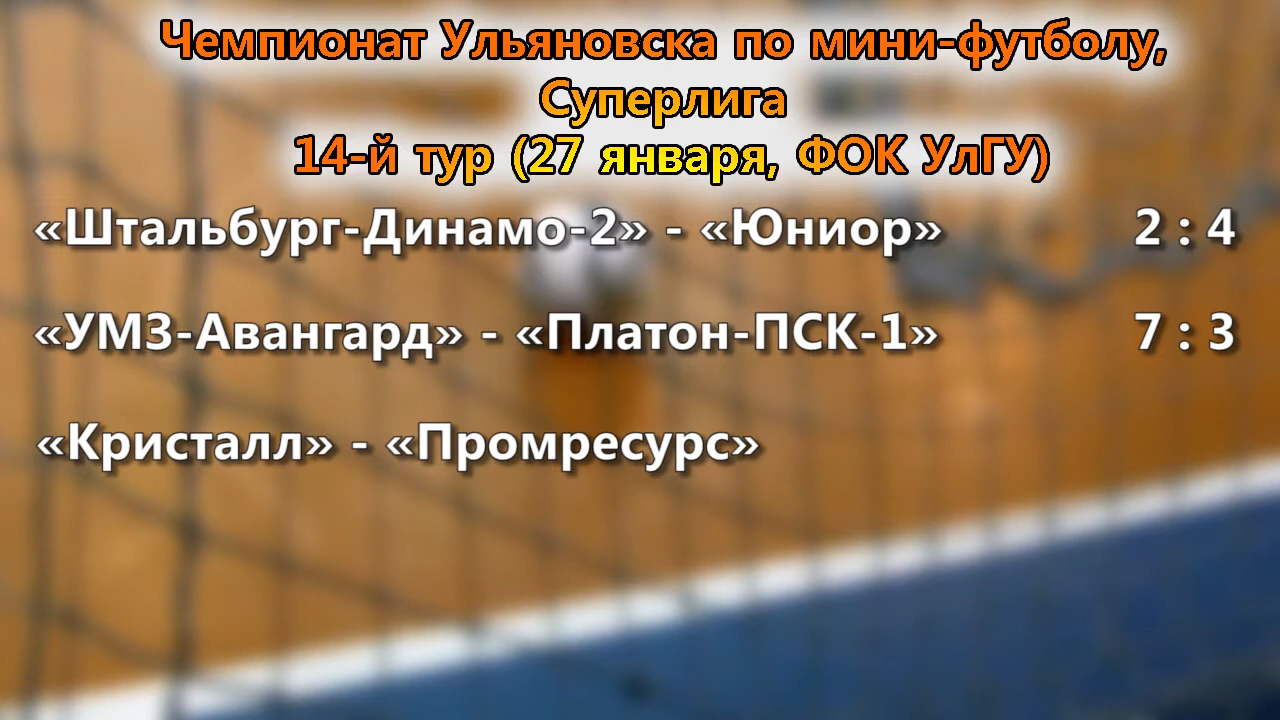 Чемпионат Ульяновска по мини-футболу,
Суперлига
14-й тур (27 января, ФОК УлГУ)
«Штальбург-Динамо-2» - «Юниор» 2 : 4
«УМЗ-Авангард» - «Платон-ПСК-1» 7 : 3
«Кристалл» - «Промресурс»